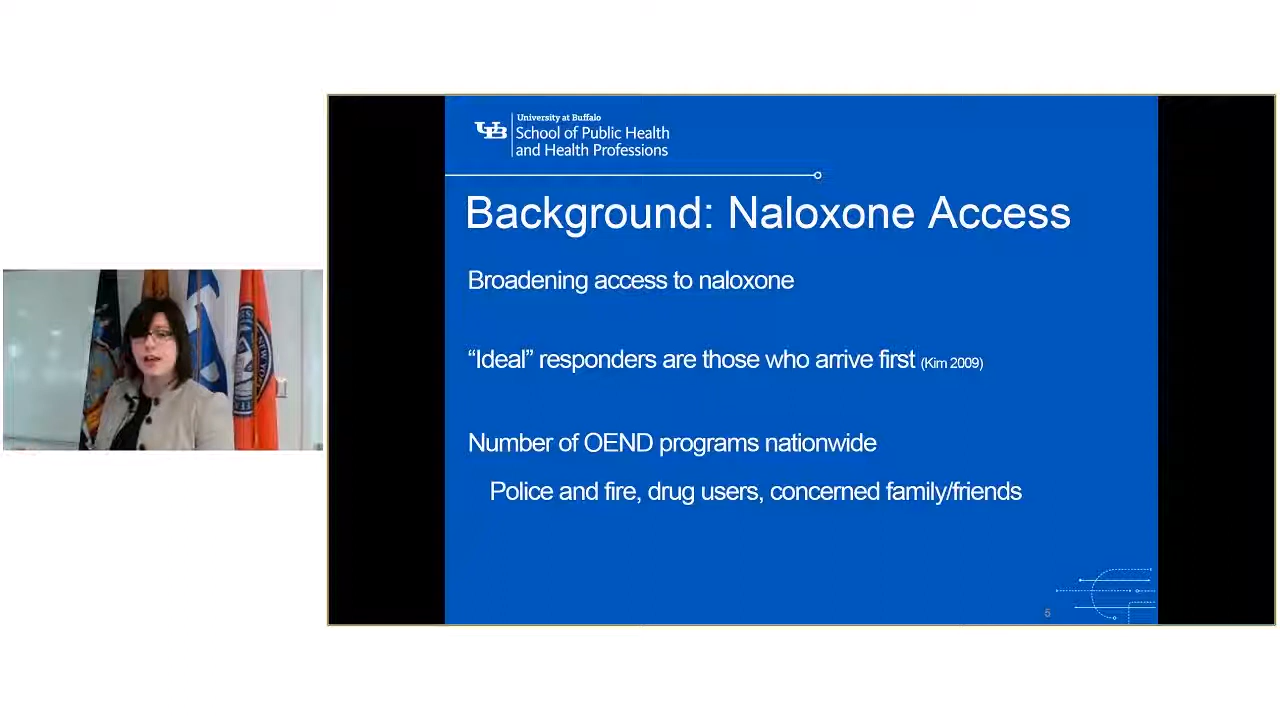 University at Buffalo
School of Public Health
and Health Professions
Background: Naloxone Access
Broadening access to naloxone
“Ideal” responders are those who arrive first (Kim 2009)
Number of OEND programs nationwide
Police and fire, drug users, concerned family/friends
5